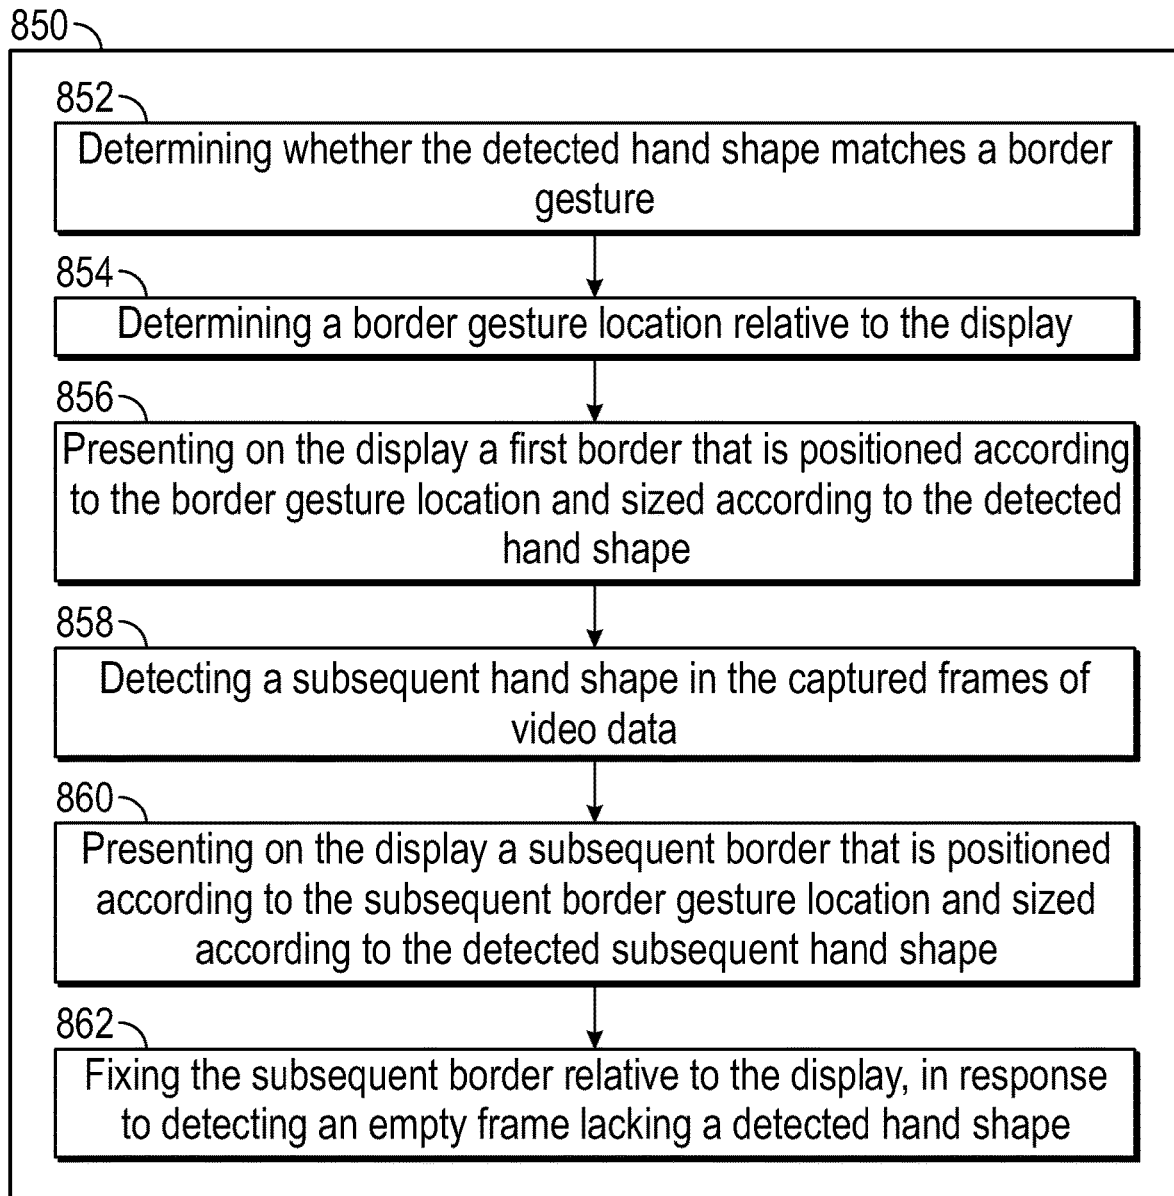 850
852
Determining whether the detected hand shape matches a border
gesture
854
Determining a border gesture location relative to the display
856
Presenting on the display a first border that is positioned according
to the border gesture location and sized according to the detected
hand shape
858
Detecting a subsequent hand shape in the captured frames of
video data
860
Presenting on the display a subsequent border that is positioned
according to the subsequent border gesture location and sized
according to the detected subsequent hand shape
862
Fixing the subsequent border relative to the display, in response
to detecting an empty frame lacking a detected hand shape